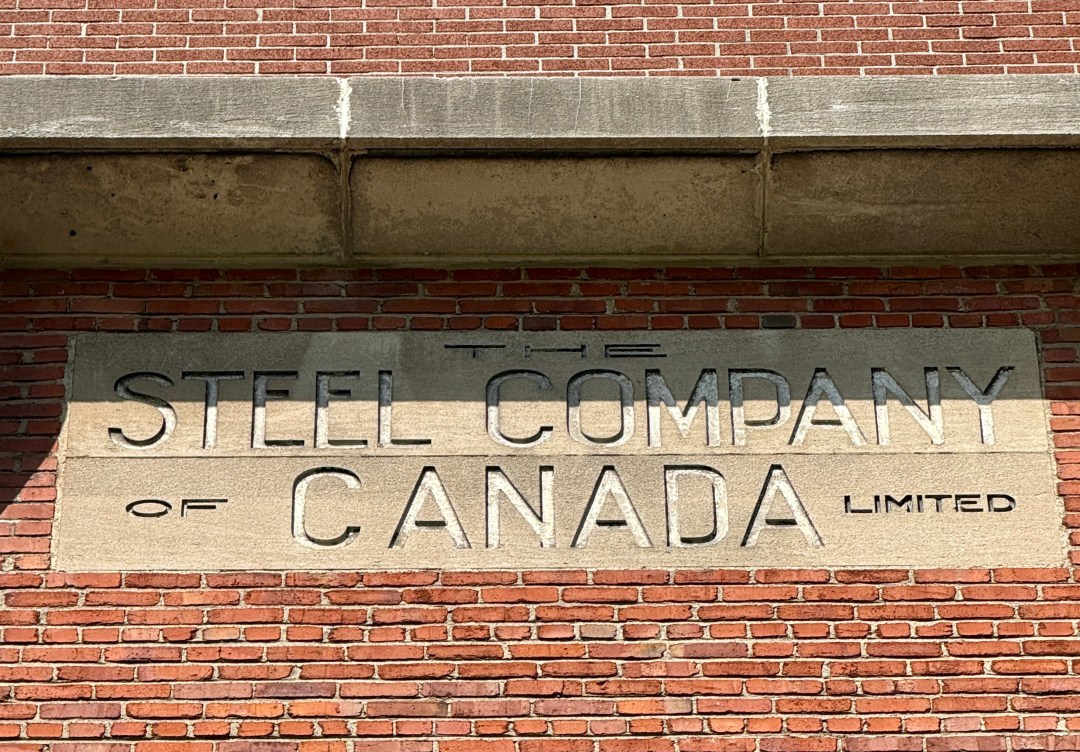 THE
STEEL COMPANY
OF CANADA LIMITED